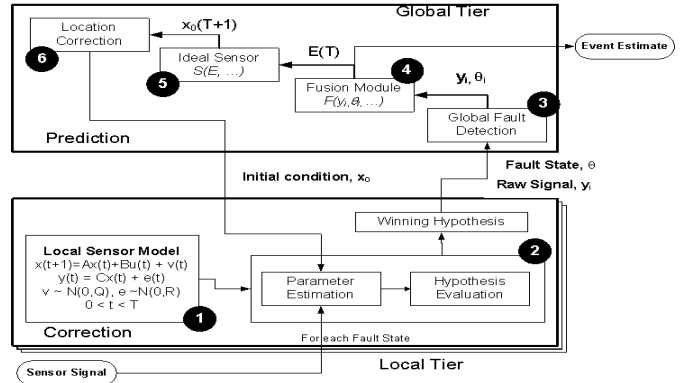 Global Tier
Location
Correction
6
x₀(T+1)
Ideal Sensor
S(E, ...)
5
E(T)
Fusion Module
F(yᵢ,θᵢ, ...)
4
yᵢ, θᵢ
Global Fault
Detection
3
Event Estimate
Prediction
Initial condition, x₀
Fault State, θ
Raw Signal, yᵢ
Winning Hypothesis
2
Local Sensor Model
x(t+1)=Ax(t)+Bu(t) + v(t)
y(t) = Cx(t) + e(t)
v ~ N(0,Q), e ~N(0,R)
0 < t < T
1
Parameter
Estimation
Hypothesis
Evaluation
For each Fault State
Correction
Local Tier
Sensor Signal